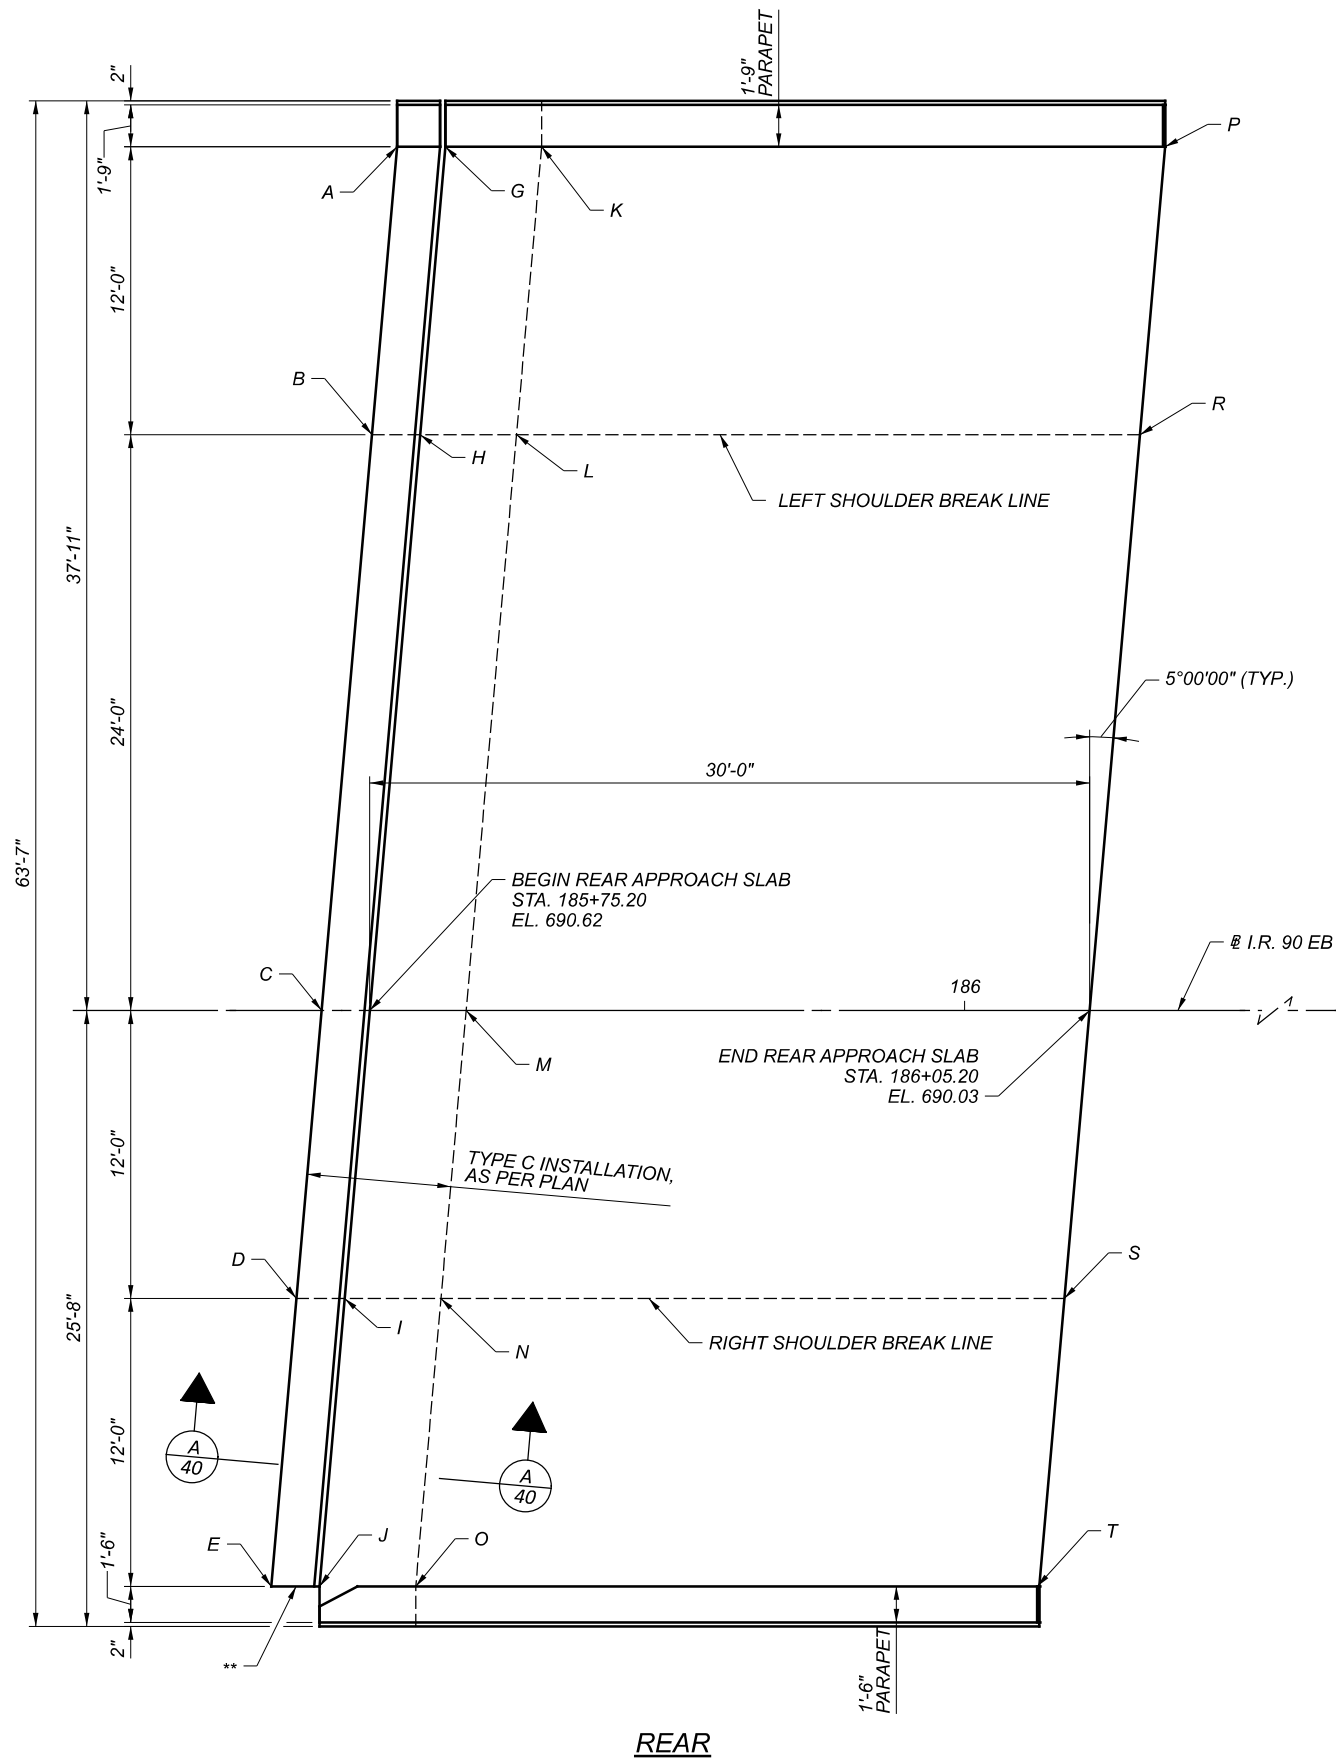 2"
1'-9"
PARAPET
1'-9"
P
A
G
K
12'-0"
B
R
H
L
LEFT SHOULDER BREAK LINE
37'-11"
24'-0"
5°00'00" (TYP.)
30'-0"
63'-7"
BEGIN REAR APPROACH SLAB
STA. 185+75.20
EL. 690.62
I.R. 90 EB
C
186
M
END REAR APPROACH SLAB
STA. 186+05.20
EL. 690.03
12'-0"
TYPE C INSTALLATION,
AS PER PLAN
D
S
25'-8"
I
N
RIGHT SHOULDER BREAK LINE
A
40
A
40
12'-0"
E
J
O
T
1'-6"
2"
**
1'-6"
PARAPET
REAR